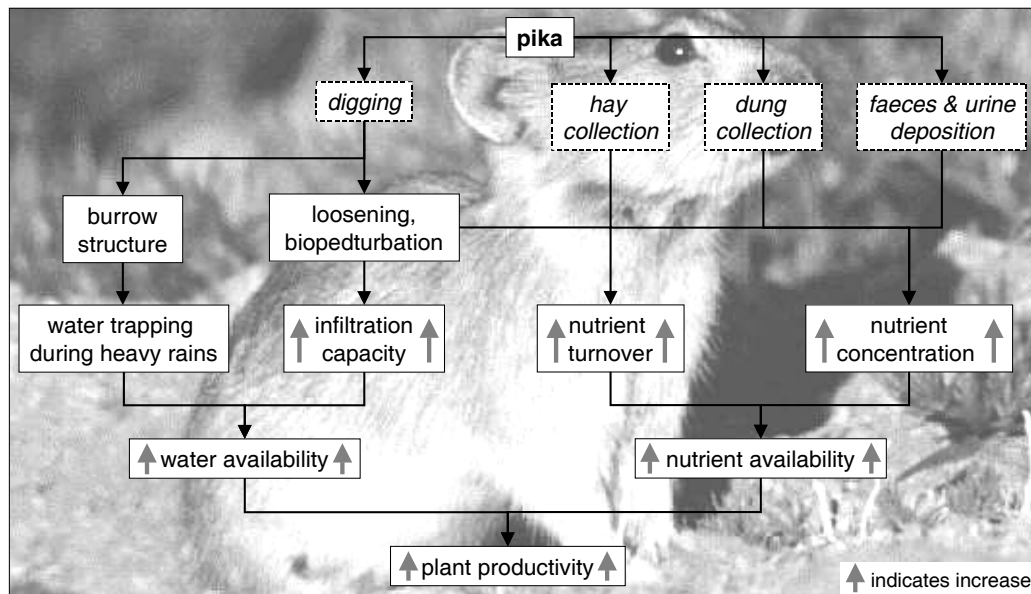 pika
digging
hay
collection
dung
collection
faeces & urine
deposition
burrow
structure
loosening,
biopedturbation
water trapping
during heavy rains
infiltration
capacity
nutrient
turnover
nutrient
concentration
water availability
nutrient availability
plant productivity
indicates increase